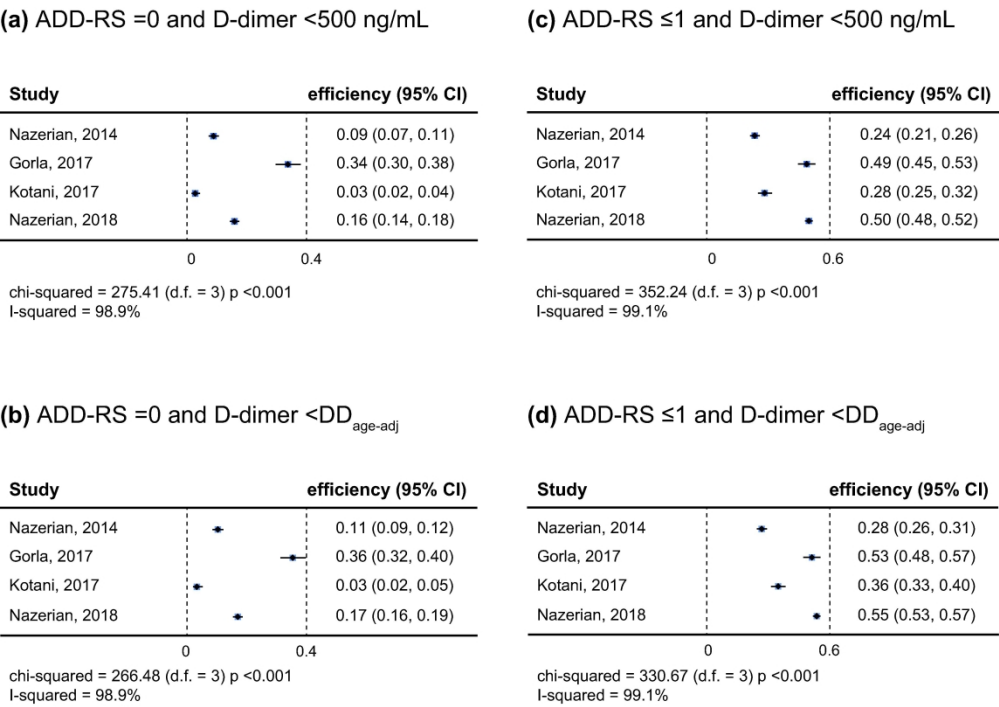 (a) ADD-RS =0 and D-dimer <500 ng/mL
Study efficiency (95% CI)
Nazerian, 2014 0.09 (0.07, 0.11)
Gorla, 2017 0.34 (0.30, 0.38)
Kotani, 2017 0.03 (0.02, 0.04)
Nazerian, 2018 0.16 (0.14, 0.18)
0 0.4
chi-squared = 275.41 (d.f. = 3) p <0.001
I-squared = 98.9%
(c) ADD-RS ≤1 and D-dimer <500 ng/mL
Study efficiency (95% CI)
Nazerian, 2014 0.24 (0.21, 0.26)
Gorla, 2017 0.49 (0.45, 0.53)
Kotani, 2017 0.28 (0.25, 0.32)
Nazerian, 2018 0.50 (0.48, 0.52)
0 0.6
chi-squared = 352.24 (d.f. = 3) p <0.001
I-squared = 99.1%
(b) ADD-RS =0 and D-dimer <DDage-adj
Study efficiency (95% CI)
Nazerian, 2014 0.11 (0.09, 0.12)
Gorla, 2017 0.36 (0.32, 0.40)
Kotani, 2017 0.03 (0.02, 0.05)
Nazerian, 2018 0.17 (0.16, 0.19)
0 0.4
chi-squared = 266.48 (d.f. = 3) p <0.001
I-squared = 98.9%
(d) ADD-RS ≤1 and D-dimer <DDage-adj
Study efficiency (95% CI)
Nazerian, 2014 0.28 (0.26, 0.31)
Gorla, 2017 0.53 (0.48, 0.57)
Kotani, 2017 0.36 (0.33, 0.40)
Nazerian, 2018 0.55 (0.53, 0.57)
0 0.6
chi-squared = 330.67 (d.f. = 3) p <0.001
I-squared = 99.1%